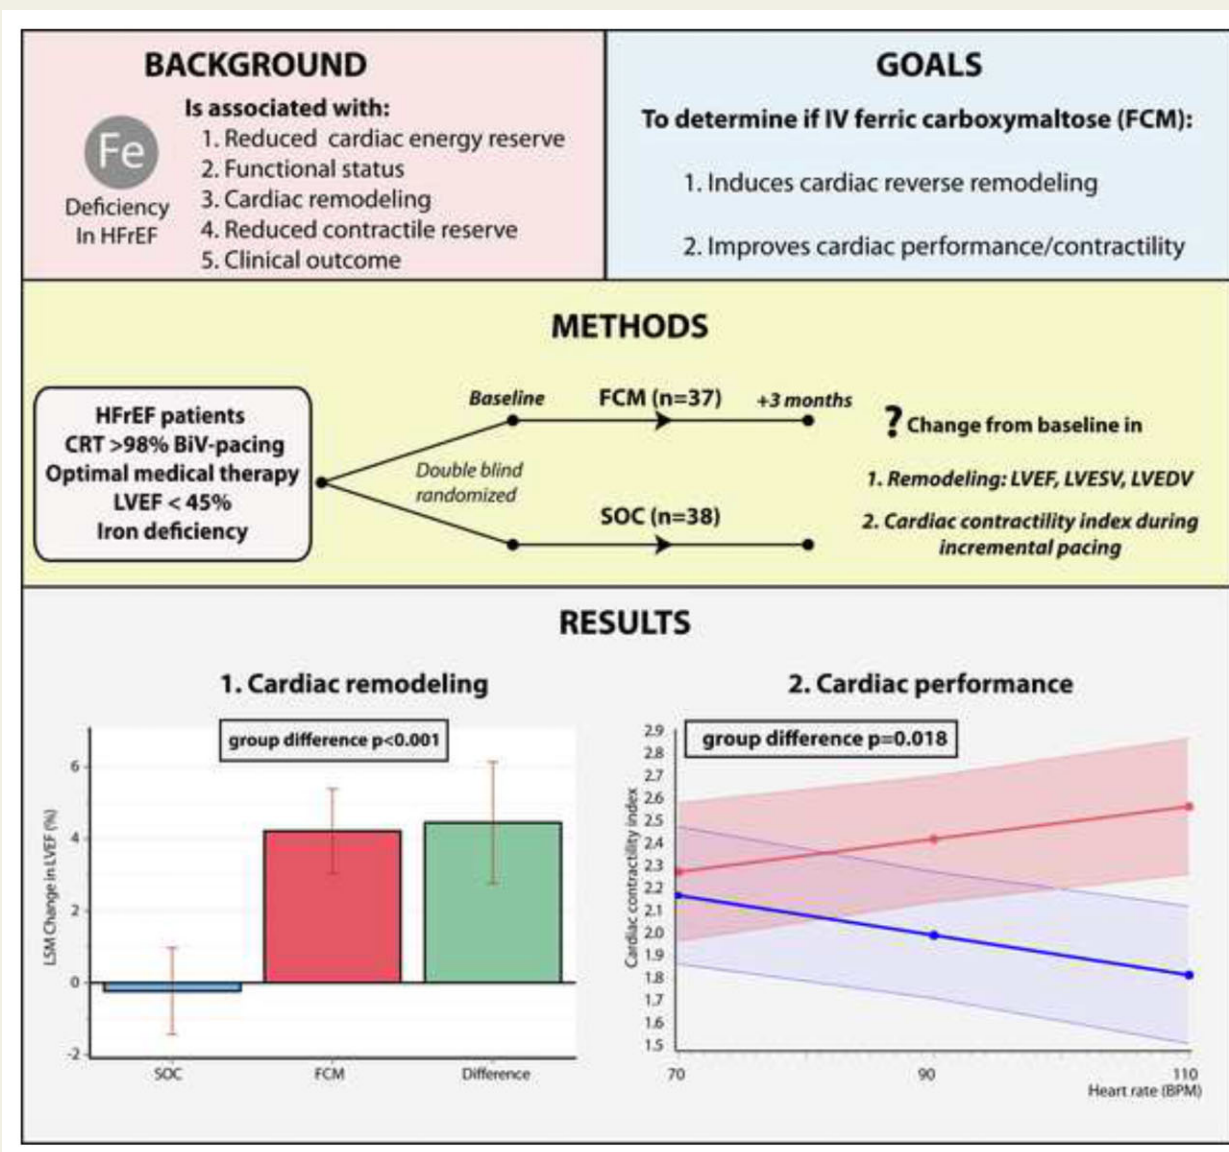 BACKGROUND
Fe
Deficiency
In HFrEF
Is associated with:
1. Reduced cardiac energy reserve
2. Functional status
3. Cardiac remodeling
4. Reduced contractile reserve
5. Clinical outcome
GOALS
To determine if IV ferric carboxymaltose (FCM):
1. Induces cardiac reverse remodeling
2. Improves cardiac performance/contractility
METHODS
HFrEF patients
CRT >98% BiV-pacing
Optimal medical therapy
LVEF < 45%
Iron deficiency
Double blind
randomized
Baseline
FCM (n=37)
+3 months
SOC (n=38)
? Change from baseline in
1. Remodeling: LVEF, LVESV, LVEDV
2. Cardiac contractility index during
incremental pacing
RESULTS
1. Cardiac remodeling
group difference p<0.001
LSM Change in LVEF (%)
6
4
2
0
-2
SOC
FCM
Difference
2. Cardiac performance
group difference p=0.018
Cardiac contractility index
2.9
2.8
2.7
2.6
2.5
2.4
2.3
2.2
2.1
2.0
1.9
1.8
1.7
1.6
1.5
70
90
110
Heart rate (BPM)